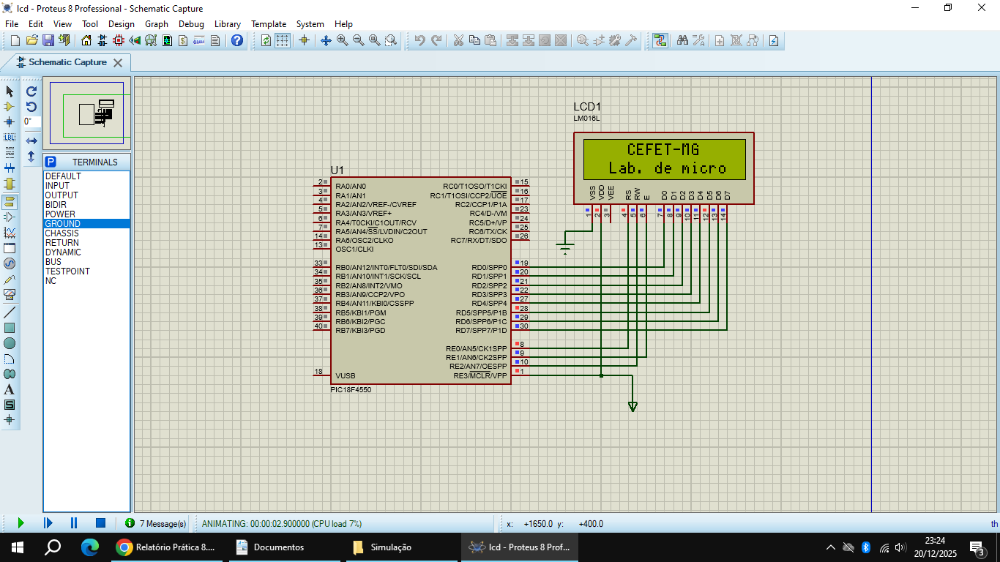 lcd - Proteus 8 Professional - Schematic Capture
File Edit View Tool Design Graph Debug Library Template System Help
Schematic Capture
0°
LBL
P TERMINALS
DEFAULT
INPUT
OUTPUT
BIDIR
POWER
GROUND
CHASSIS
RETURN
DYNAMIC
BUS
TESTPOINT
NC
LCD1
LM016L
CEFET-MG
Lab. de micro
VSS VDD VEE RS RW E D0 D1 D2 D3 D4 D5 D6 D7
1 2 3 4 5 6 7 8 9 10 11 12 13 14
U1
2 RA0/AN0 RC0/T1OSO/T1CKI 15
3 RA1/AN1 RC1/T1OSI/CCP2/UOE 16
4 RA2/AN2/VREF-/CVREF RC2/CCP1/P1A 17
5 RA3/AN3/VREF+ RC4/D-/VM 23
6 RA4/T0CKI/C1OUT/RCV RC5/D+/VP 24
7 RA5/AN4/SS/LVDIN/C2OUT RC6/TX/CK 25
14 RA6/OSC2/CLKO RC7/RX/DT/SDO 26
13 OSC1/CLKI
33 RB0/AN12/INT0/FLT0/SDI/SDA RD0/SPP0 19
34 RB1/AN10/INT1/SCK/SCL RD1/SPP1 20
35 RB2/AN8/INT2/VMO RD2/SPP2 21
36 RB3/AN9/CCP2/VPO RD3/SPP3 22
37 RB4/AN11/KBI0/CSSPP RD4/SPP4 27
38 RB5/KBI1/PGM RD5/SPP5/P1B 28
39 RB6/KBI2/PGC RD6/SPP6/P1C 29
40 RB7/KBI3/PGD RD7/SPP7/P1D 30
RE0/AN5/CK1SPP 8
RE1/AN6/CK2SPP 9
RE2/AN7/OESPP 10
18 VUSB RE3/MCLR/VPP 1
PIC18F4550
7 Message(s) ANIMATING: 00:00:02.900000 (CPU load 7%) x: +1650.0 y: +400.0 th
Relatório Prática 8.... Documentos Simulação lcd - Proteus 8 Prof...
23:24
20/12/2025
3